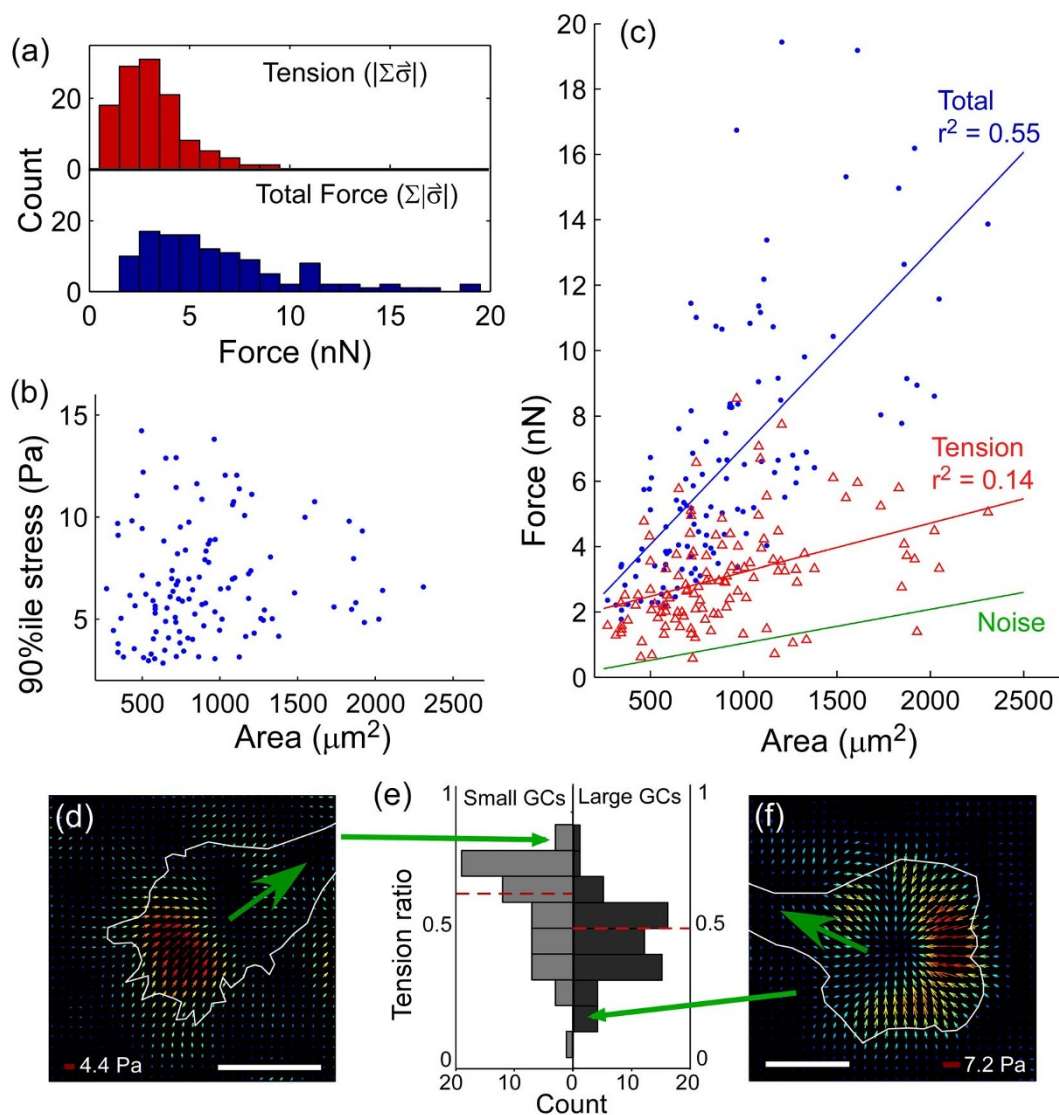 (a)
Tension (|Σσ⃗|)
20
0
Total Force (Σ|σ⃗|)
20
0
Count
0 5 10 15 20
Force (nN)
(b)
15
10
5
90%ile stress (Pa)
500 1000 1500 2000 2500
Area (μm²)
(c)
20
18
16
14
12
10
8
6
4
2
0
Force (nN)
Total
r² = 0.55
Tension
r² = 0.14
Noise
500 1000 1500 2000 2500
Area (μm²)
(d)
4.4 Pa
(e)
Small GCs Large GCs
1 1
0.5 0.5
0 0
Tension ratio
20 10 0 10 20
Count
(f)
7.2 Pa